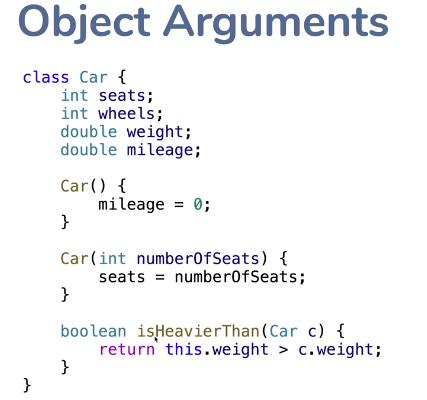 Object Arguments
class Car {
    int seats;
    int wheels;
    double weight;
    double mileage;

    Car() {
        mileage = 0;
    }

    Car(int numberOfSeats) {
        seats = numberOfSeats;
    }

    boolean isHeavierThan(Car c) {
        return this.weight > c.weight;
    }
}